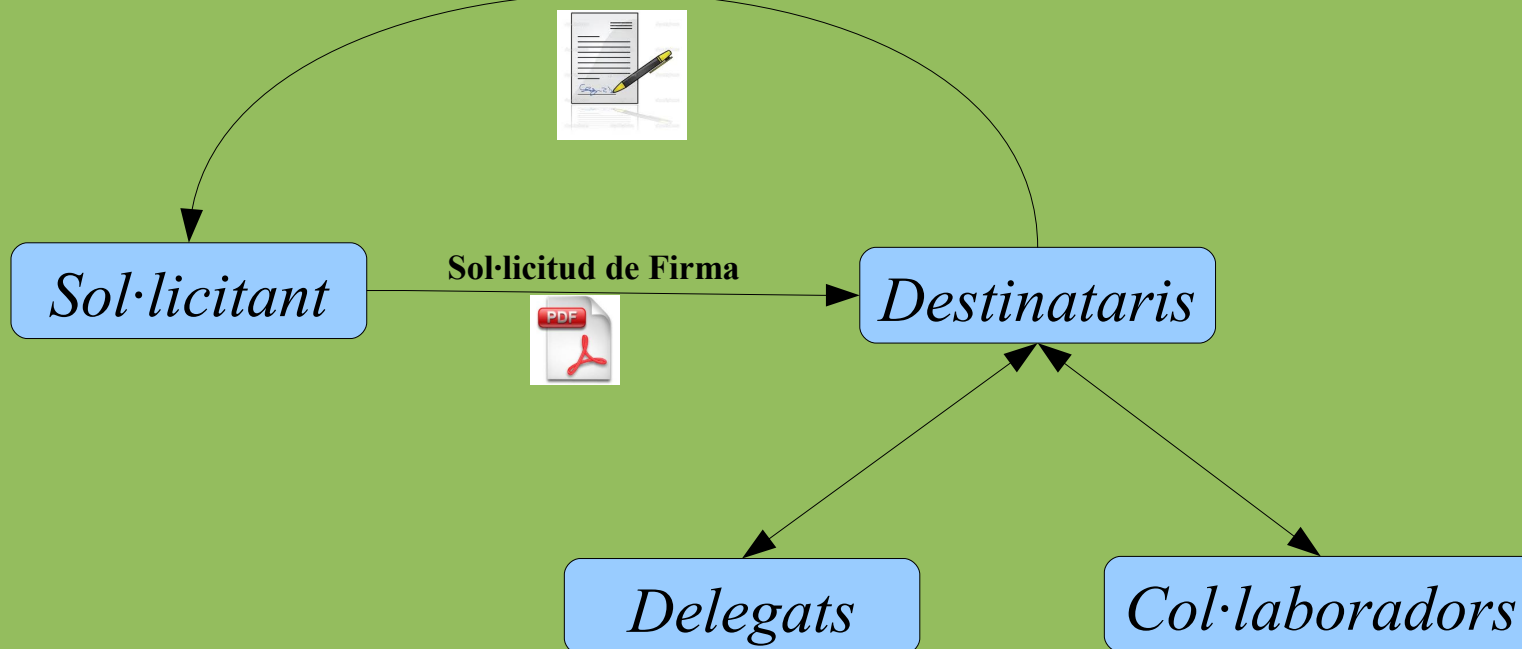 Sol·licitant
Sol·licitud de Firma
PDF
Destinataris
Delegats
Col·laboradors